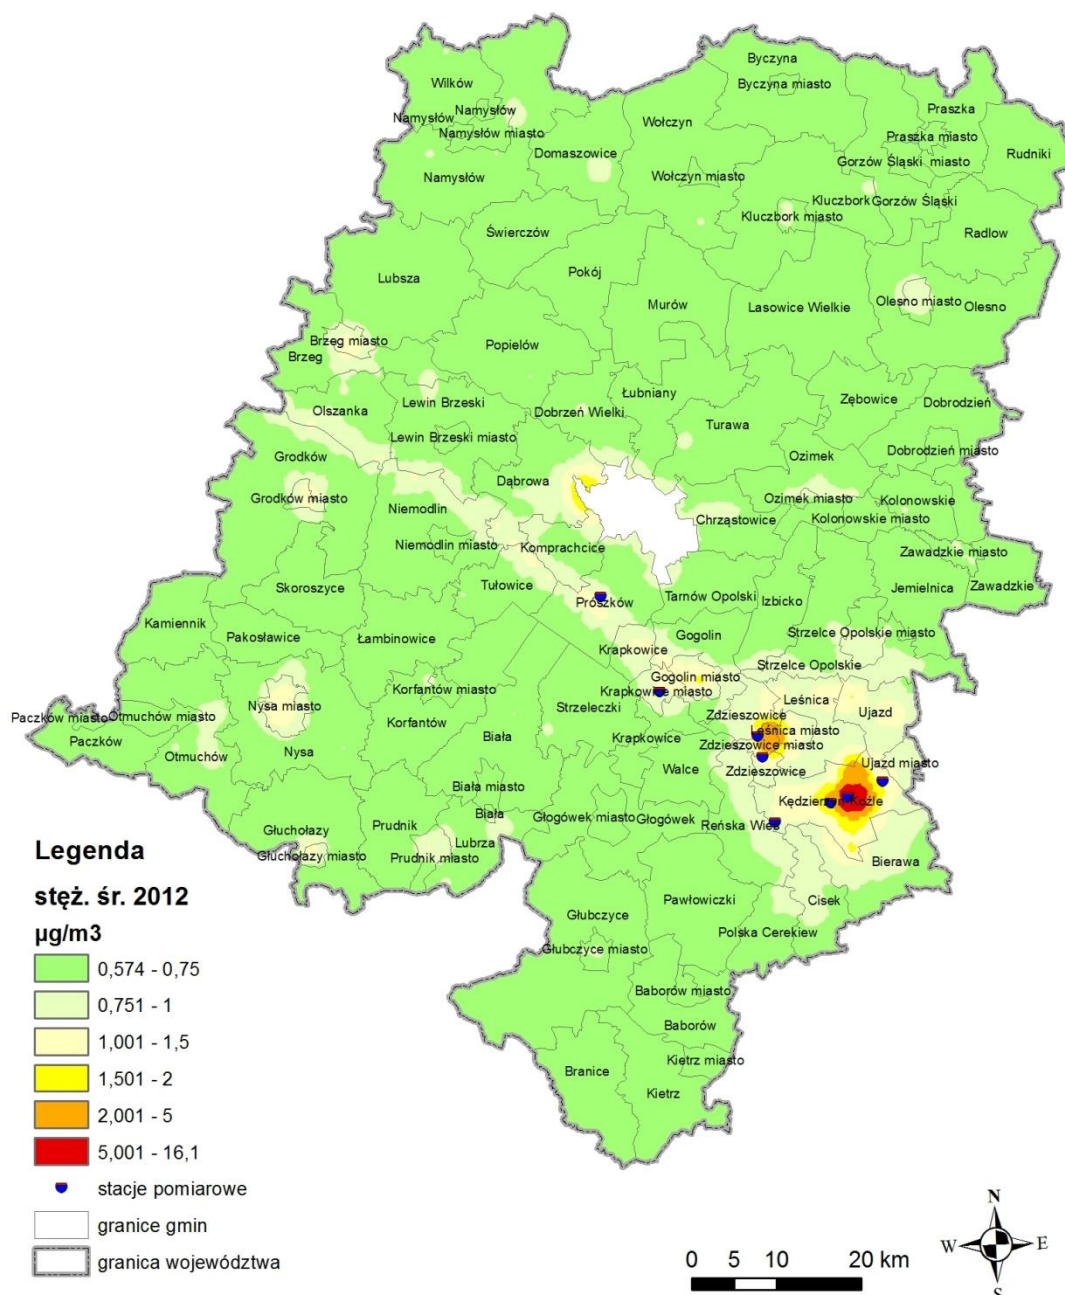 Byczyna
Wilków
Byczyna miasto
Namysłów
Praszka
Namysłów
Wołczyn
Namysłów miasto
Praszka miasto
Domaszowice
Rudniki
Gorzów Śląski miasto
Namysłów
Wołczyn miasto
Kluczbork
Gorzów Śląski
Kluczbork miasto
Świerczów
Radlow
Pokój
Lubsza
Murów
Lasowice Wielkie
Olesno miasto
Olesno
Brzeg miasto
Popielów
Brzeg
Łubniany
Zębowice
Lewin Brzeski
Dobrodzień
Olszanka
Dobrzeń Wielki
Turawa
Lewin Brzeski miasto
Dobrodzień miasto
Grodków
Ozimek
Dąbrowa
Grodków miasto
Ozimek miasto
Kolonowskie
Niemodlin
Chrząstowice
Kolonowskie miasto
Niemodlin miasto
Komprachcice
Zawadzkie miasto
Tułowice
Skoroszyce
Jemielnica
Zawadzkie
Tarnów Opolski
Izbicko
Prószków
Kamiennik
Strzelce Opolskie miasto
Pakosławice
Łambinowice
Gogolin
Krapkowice
Strzelce Opolskie
Gogolin miasto
Korfantów miasto
Krapkowice miasto
Leśnica
Nysa miasto
Strzeleczki
Ujazd
Paczków miasto
Otmuchów miasto
Zdzieszowice
Korfantów
Leśnica miasto
Paczków
Biała
Krapkowice
Zdzieszowice miasto
Nysa
Otmuchów
Ujazd miasto
Walce
Zdzieszowice
Biała miasto
Kędzierzyn-Koźle
Biała
Głogówek miasto
Głogówek
Reńska Wieś
Głuchołazy
Prudnik
Lubrza
Głuchołazy miasto
Prudnik miasto
Bierawa
Pawłowiczki
Cisek
Głubczyce
Polska Cerekiew
Głubczyce miasto
Baborów miasto
Baborów
Kietrz miasto
Branice
Kietrz
Legenda
stęż. śr. 2012
µg/m3
0,574 - 0,75
0,751 - 1
1,001 - 1,5
1,501 - 2
2,001 - 5
5,001 - 16,1
stacje pomiarowe
granice gmin
granica województwa
0 5 10 20 km
N
W E
S